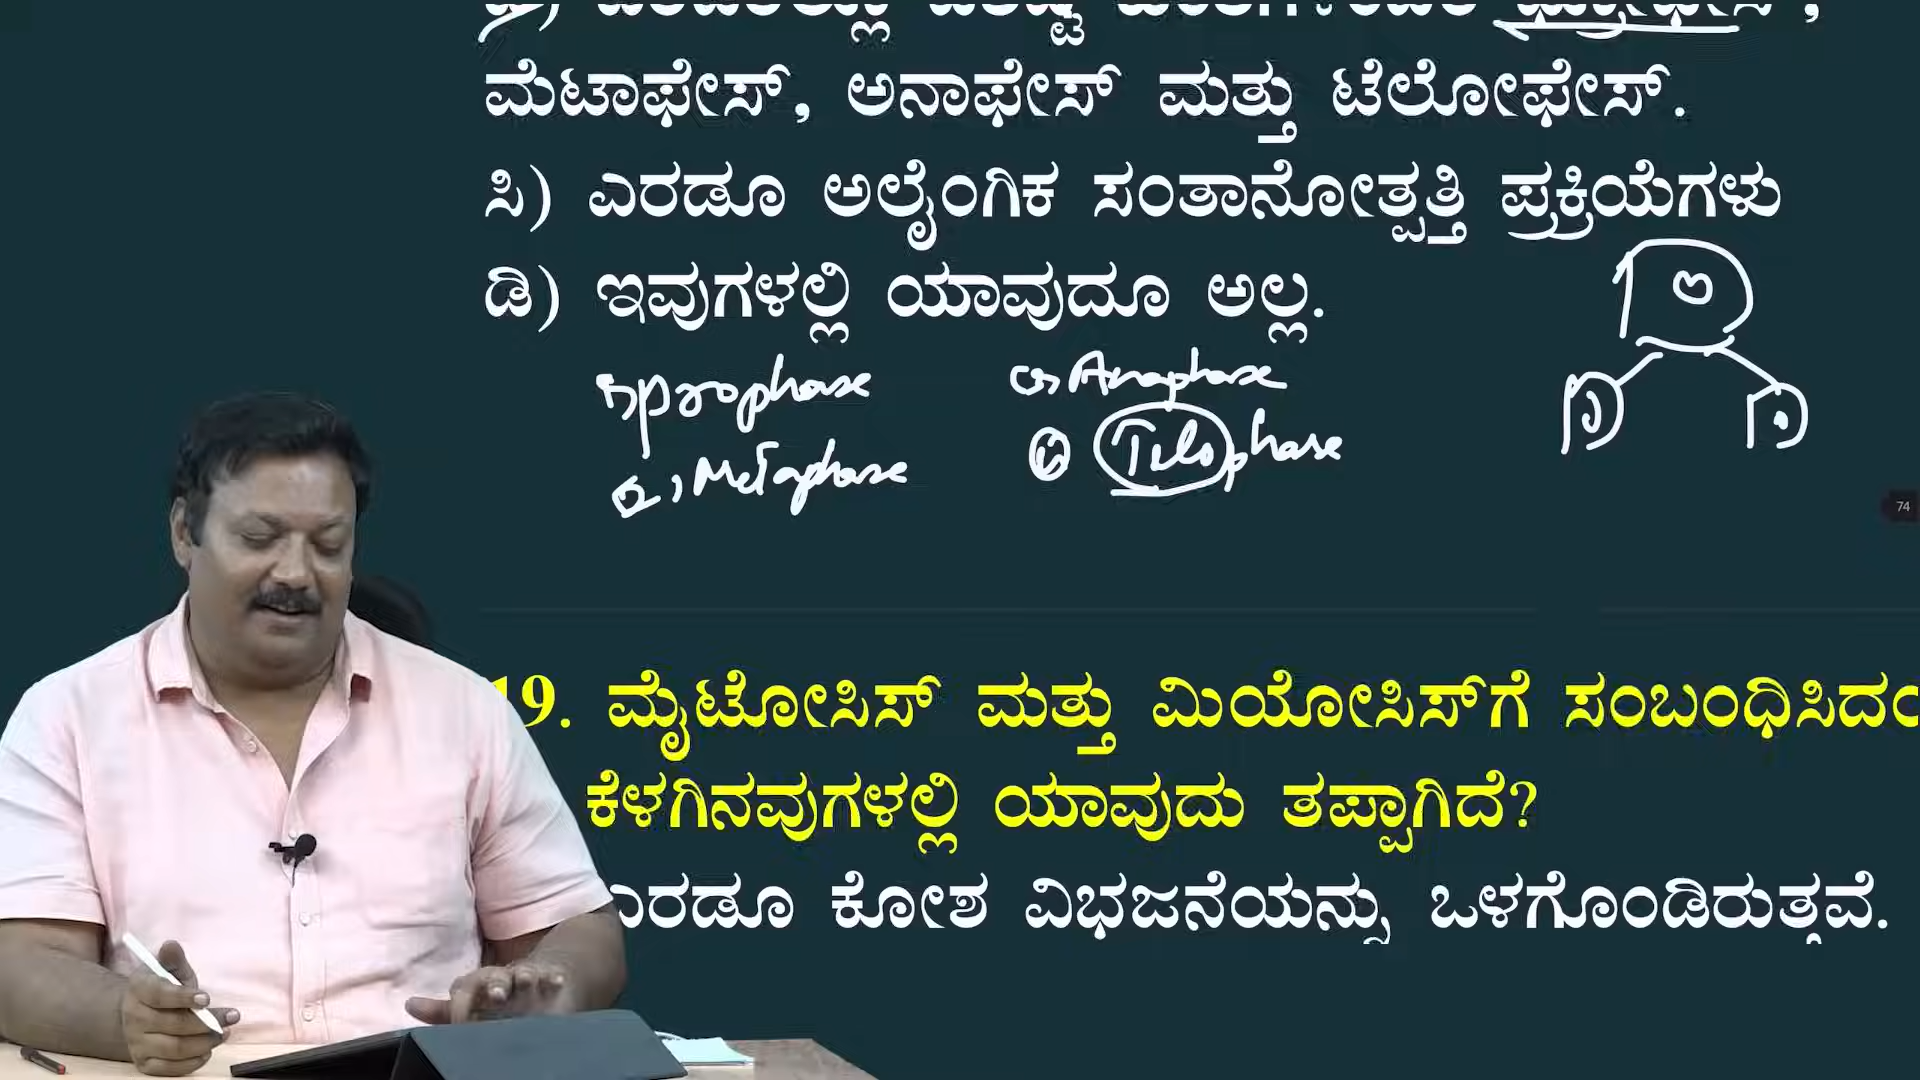 ಮೆಟಾಫೇಸ್, ಅನಾಫೇಸ್ ಮತ್ತು ಟೆಲೋಫೇಸ್.
ಸಿ) ಎರಡೂ ಅಲೈಂಗಿಕ ಸಂತಾನೋತ್ಪತ್ತಿ ಪ್ರಕ್ರಿಯೆಗಳು
ಡಿ) ಇವುಗಳಲ್ಲಿ ಯಾವುದೂ ಅಲ್ಲ.
prophase Anaphase
Metaphase Telophase
74
19. ಮೈಟೋಸಿಸ್ ಮತ್ತು ಮಿಯೋಸಿಸ್‌ಗೆ
ಕೆಳಗಿನವುಗಳಲ್ಲಿ ಯಾವುದು ತಪ್ಪಾಗಿದೆ?
ಎರಡೂ ಕೋಶ ವಿಭಜನೆಯನ್ನು ಒಳಗೊಂಡಿರುತ್ತವೆ.